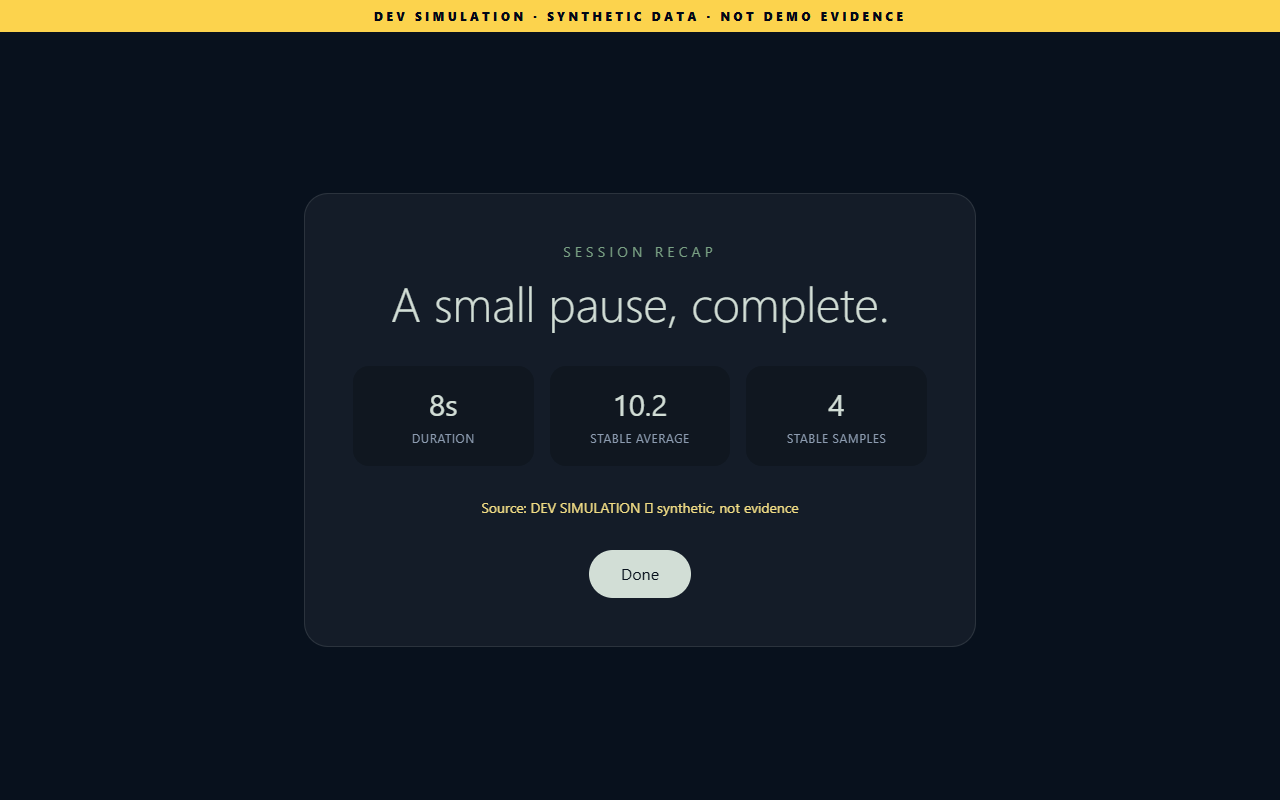 DEV SIMULATION · SYNTHETIC DATA · NOT DEMO EVIDENCE
SESSION RECAP
A small pause, complete.
8s
DURATION
10.2
STABLE AVERAGE
4
STABLE SAMPLES
Source: DEV SIMULATION ▯ synthetic, not evidence
Done